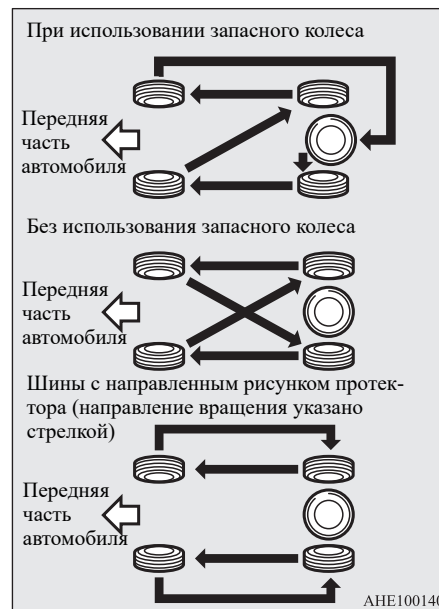 При использовании запасного колеса
Передняя
часть
автомобиля
Без использования запасного колеса
Передняя
часть
автомобиля
Шины с направленным рисунком протек-
тора (направление вращения указано
стрелкой)
Передняя
часть
автомобиля
AHE100140